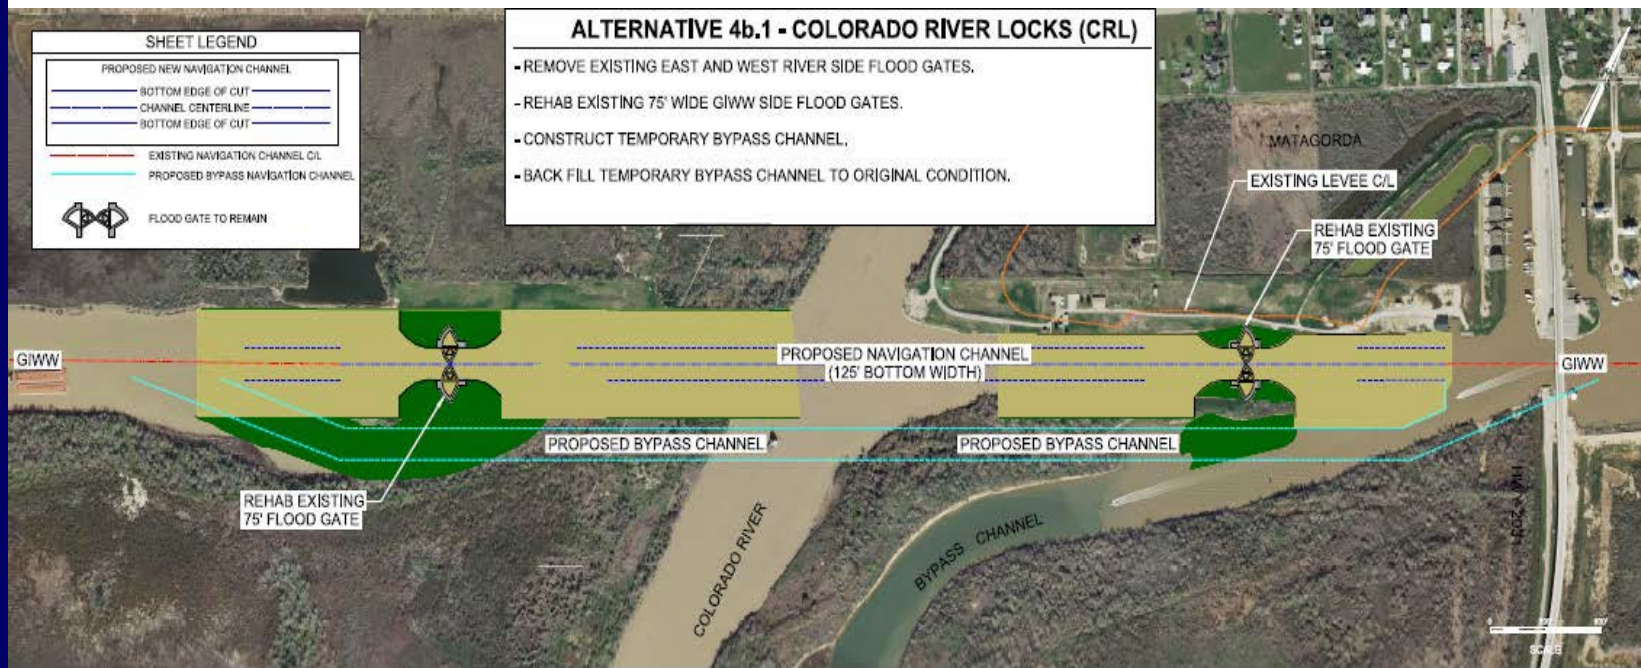 SHEET LEGEND
PROPOSED NEW NAVIGATION CHANNEL
BOTTOM EDGE OF CUT
CHANNEL CENTERLINE
BOTTOM EDGE OF CUT
EXISTING NAVIGATION CHANNEL C/L
PROPOSED BYPASS NAVIGATION CHANNEL
FLOOD GATE TO REMAIN
ALTERNATIVE 4b.1 - COLORADO RIVER LOCKS (CRL)
- REMOVE EXISTING EAST AND WEST RIVER SIDE FLOOD GATES.
- REHAB EXISTING 75' WIDE GIWW SIDE FLOOD GATES.
- CONSTRUCT TEMPORARY BYPASS CHANNEL.
- BACK FILL TEMPORARY BYPASS CHANNEL TO ORIGINAL CONDITION.
MATAGORDA
EXISTING LEVEE C/L
REHAB EXISTING
75' FLOOD GATE
GIWW
PROPOSED NAVIGATION CHANNEL
(125' BOTTOM WIDTH)
GIWW
PROPOSED BYPASS CHANNEL
PROPOSED BYPASS CHANNEL
REHAB EXISTING
75' FLOOD GATE
COLORADO RIVER
BYPASS CHANNEL
0
SCALE